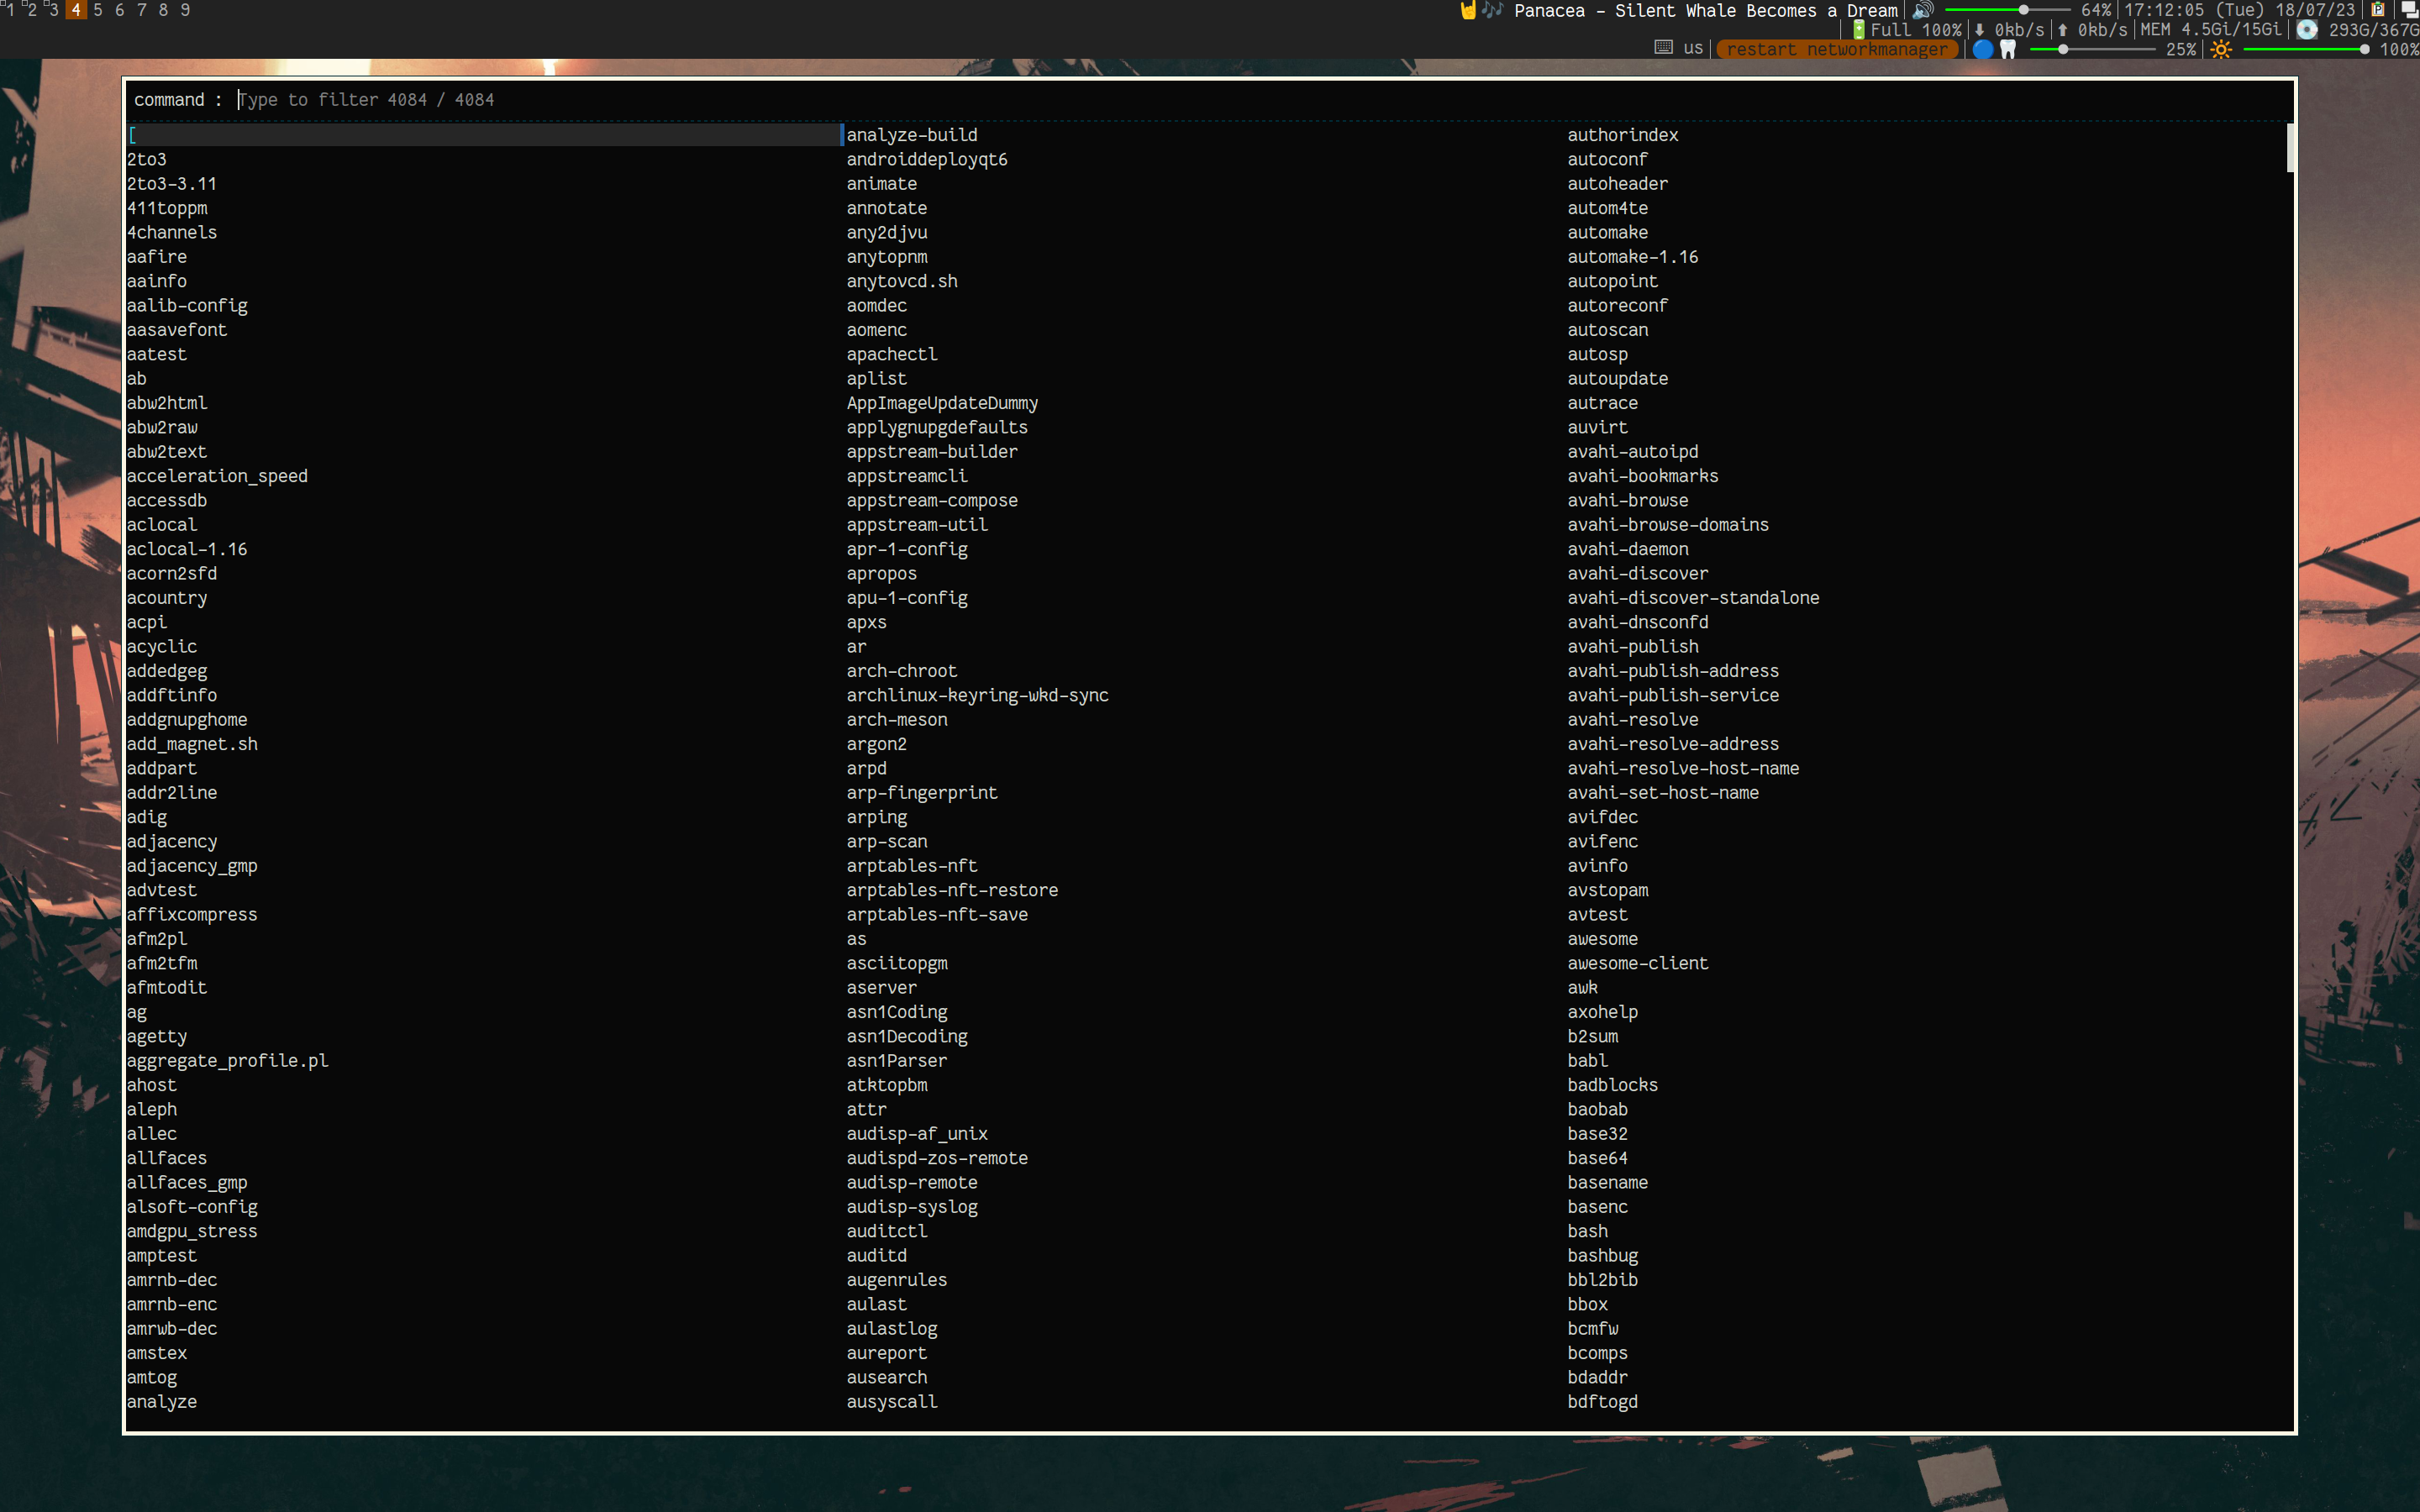 1 2 3 4 5 6 7 8 9
Panacea - Silent Whale Becomes a Dream 64% 17:12:05 (Tue) 18/07/23
Full 100% 0kb/s 0kb/s MEM 4.5Gi/15Gi 293G/367G
us restart networkmanager 25% 100%
command : Type to filter 4084 / 4084
[
2to3
2to3-3.11
411toppm
4channels
aafire
aainfo
aalib-config
aasavefont
aatest
ab
abw2html
abw2raw
abw2text
acceleration_speed
accessdb
aclocal
aclocal-1.16
acorn2sfd
acountry
acpi
acyclic
addedgeg
addftinfo
addgnupghome
add_magnet.sh
addpart
addr2line
adig
adjacency
adjacency_gmp
advtest
affixcompress
afm2pl
afm2tfm
afmtodit
ag
agetty
aggregate_profile.pl
ahost
aleph
allec
allfaces
allfaces_gmp
alsoft-config
amdgpu_stress
amptest
amrnb-dec
amrnb-enc
amrwb-dec
amstex
amtog
analyze
analyze-build
androiddeployqt6
animate
annotate
any2djvu
anytopnm
anytovcd.sh
aomdec
aomenc
apachectl
aplist
AppImageUpdateDummy
applygnupgdefaults
appstream-builder
appstreamcli
appstream-compose
appstream-util
apr-1-config
apropos
apu-1-config
apxs
ar
arch-chroot
archlinux-keyring-wkd-sync
arch-meson
argon2
arpd
arp-fingerprint
arping
arp-scan
arptables-nft
arptables-nft-restore
arptables-nft-save
as
asciitopgm
aserver
asn1Coding
asn1Decoding
asn1Parser
atktopbm
attr
audisp-af_unix
audispd-zos-remote
audisp-remote
audisp-syslog
auditctl
auditd
augenrules
aulast
aulastlog
aureport
ausearch
ausyscall
authorindex
autoconf
autoheader
autom4te
automake
automake-1.16
autopoint
autoreconf
autoscan
autosp
autoupdate
autrace
auvirt
avahi-autoipd
avahi-bookmarks
avahi-browse
avahi-browse-domains
avahi-daemon
avahi-discover
avahi-discover-standalone
avahi-dnsconfd
avahi-publish
avahi-publish-address
avahi-publish-service
avahi-resolve
avahi-resolve-address
avahi-resolve-host-name
avahi-set-host-name
avifdec
avifenc
avinfo
avstopam
avtest
awesome
awesome-client
awk
axohelp
b2sum
babl
badblocks
baobab
base32
base64
basename
basenc
bash
bashbug
bbl2bib
bbox
bcmfw
bcomps
bdaddr
bdftogd